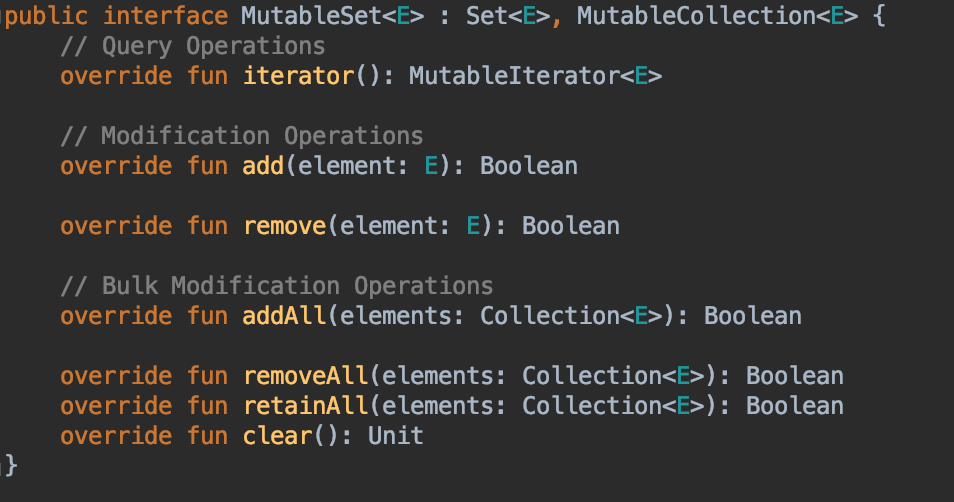 public interface MutableSet<E> : Set<E>, MutableCollection<E> {
// Query Operations
override fun iterator(): MutableIterator<E>
// Modification Operations
override fun add(element: E): Boolean
override fun remove(element: E): Boolean
// Bulk Modification Operations
override fun addAll(elements: Collection<E>): Boolean
override fun removeAll(elements: Collection<E>): Boolean
override fun retainAll(elements: Collection<E>): Boolean
override fun clear(): Unit
}